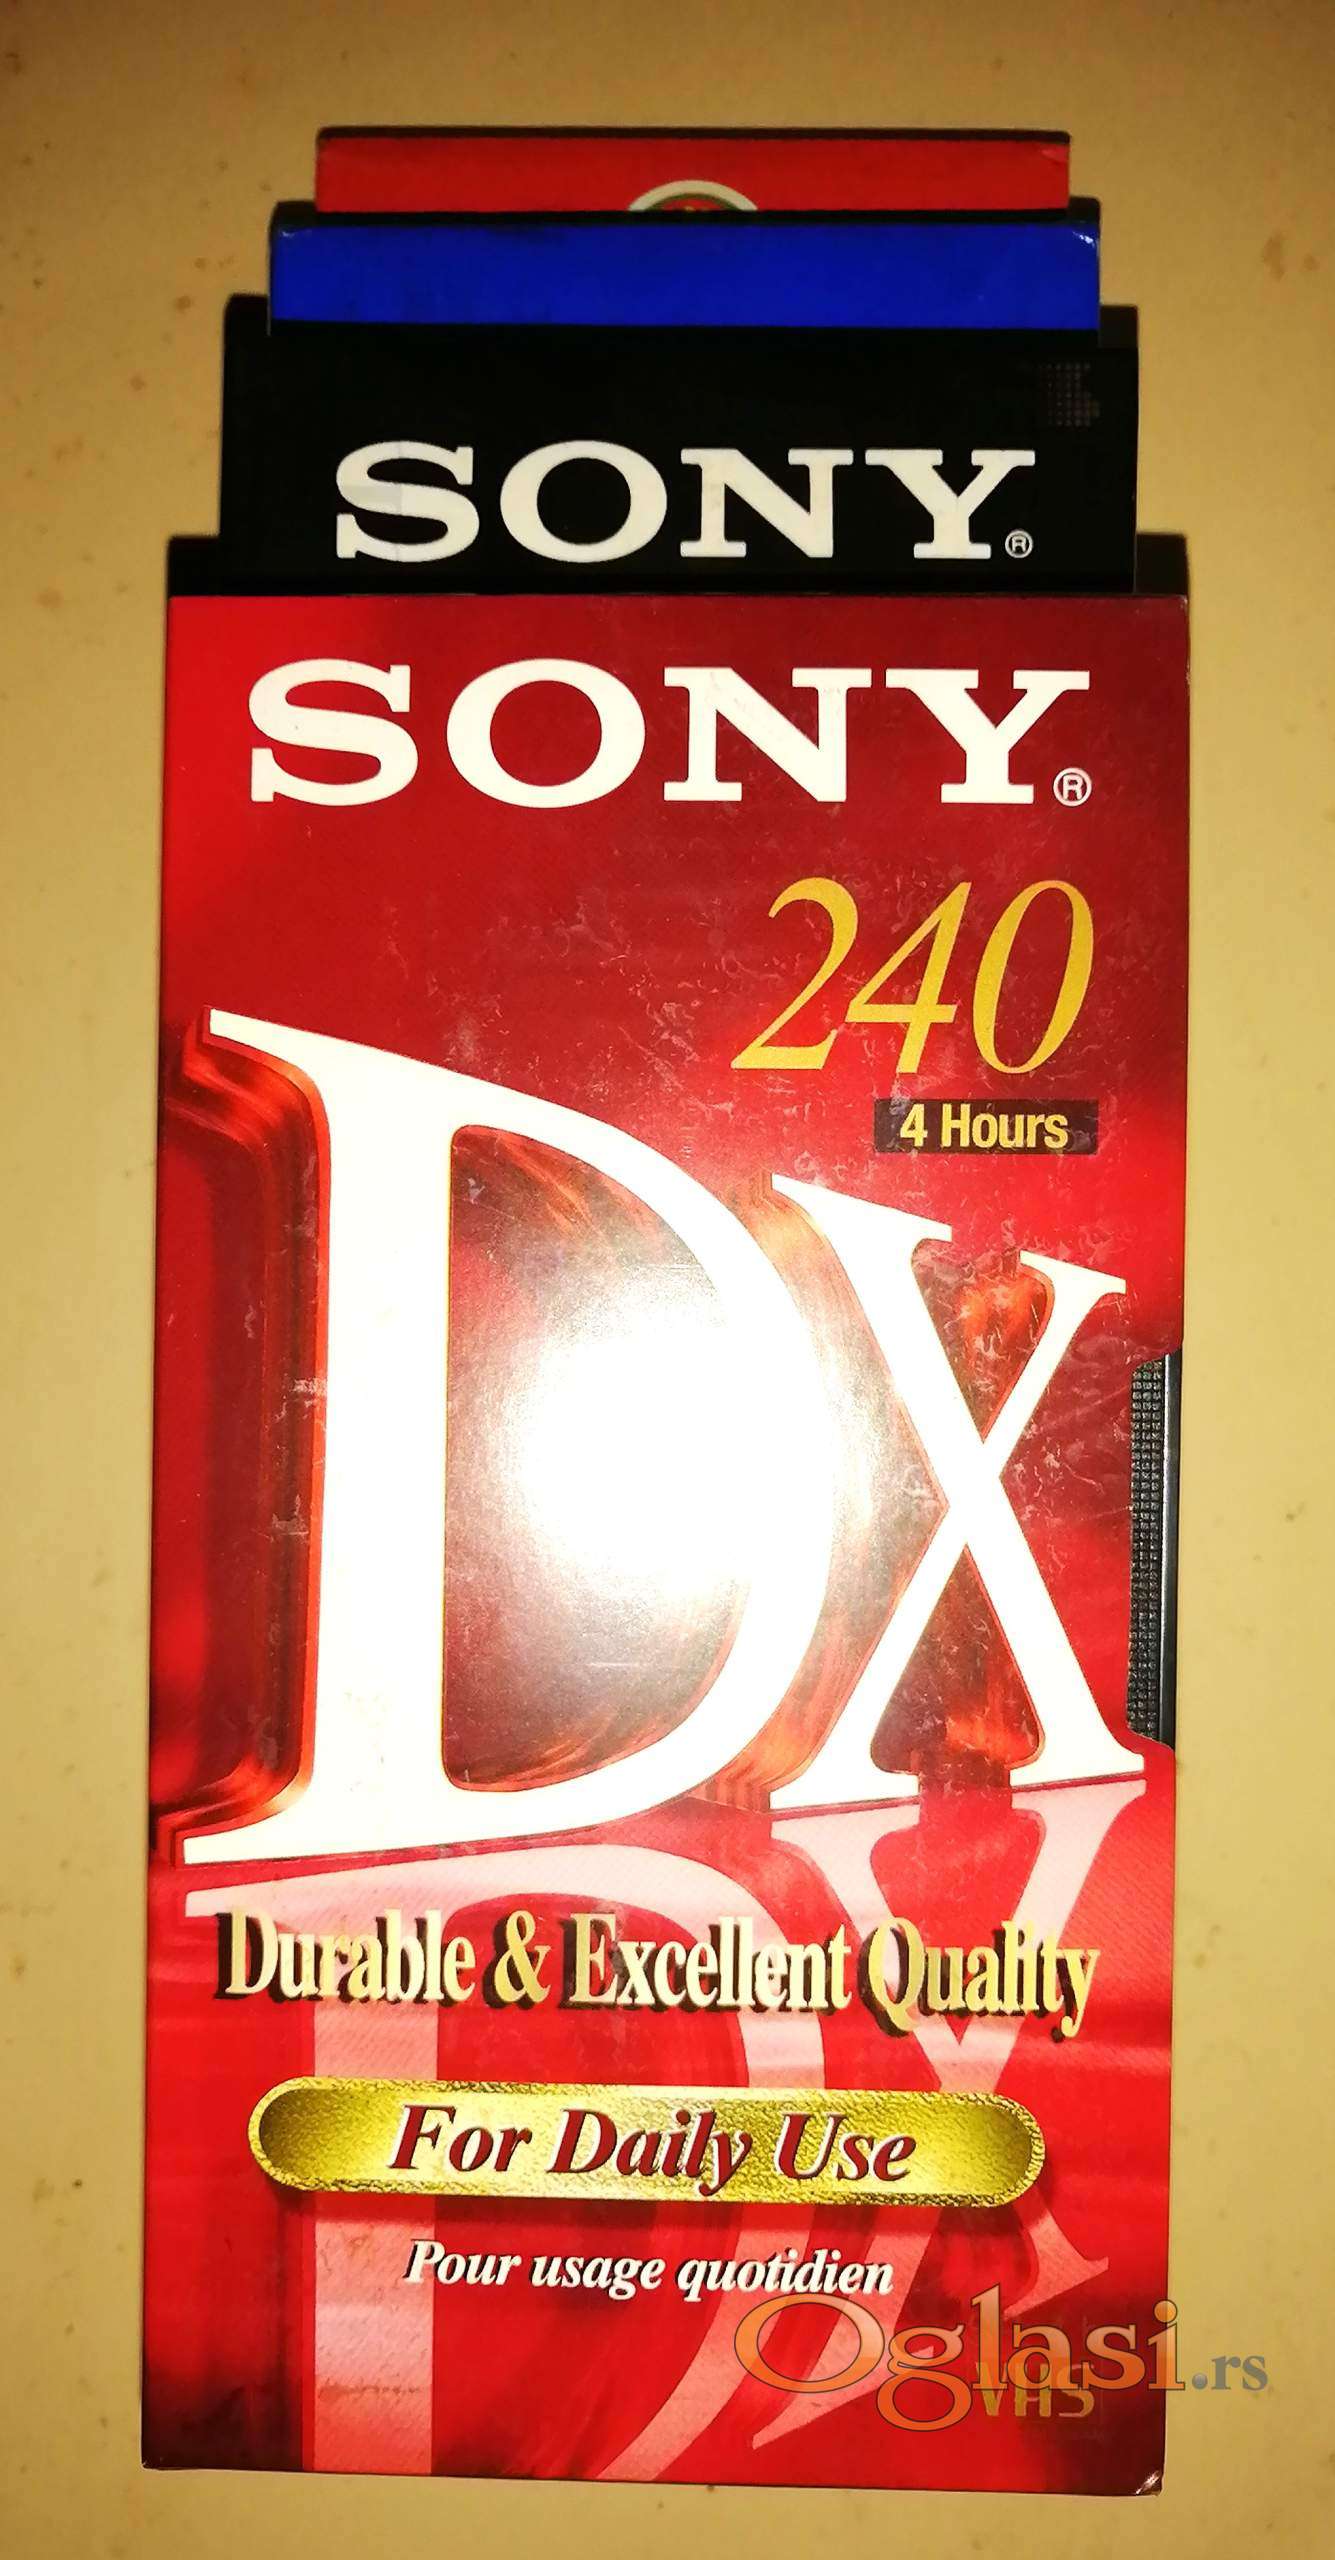 SONY®
SONY®
240
4 Hours
DX
Durable & Excellent Quality
For Daily Use
Pour usage quotidien
Oglasi.rs
VHS